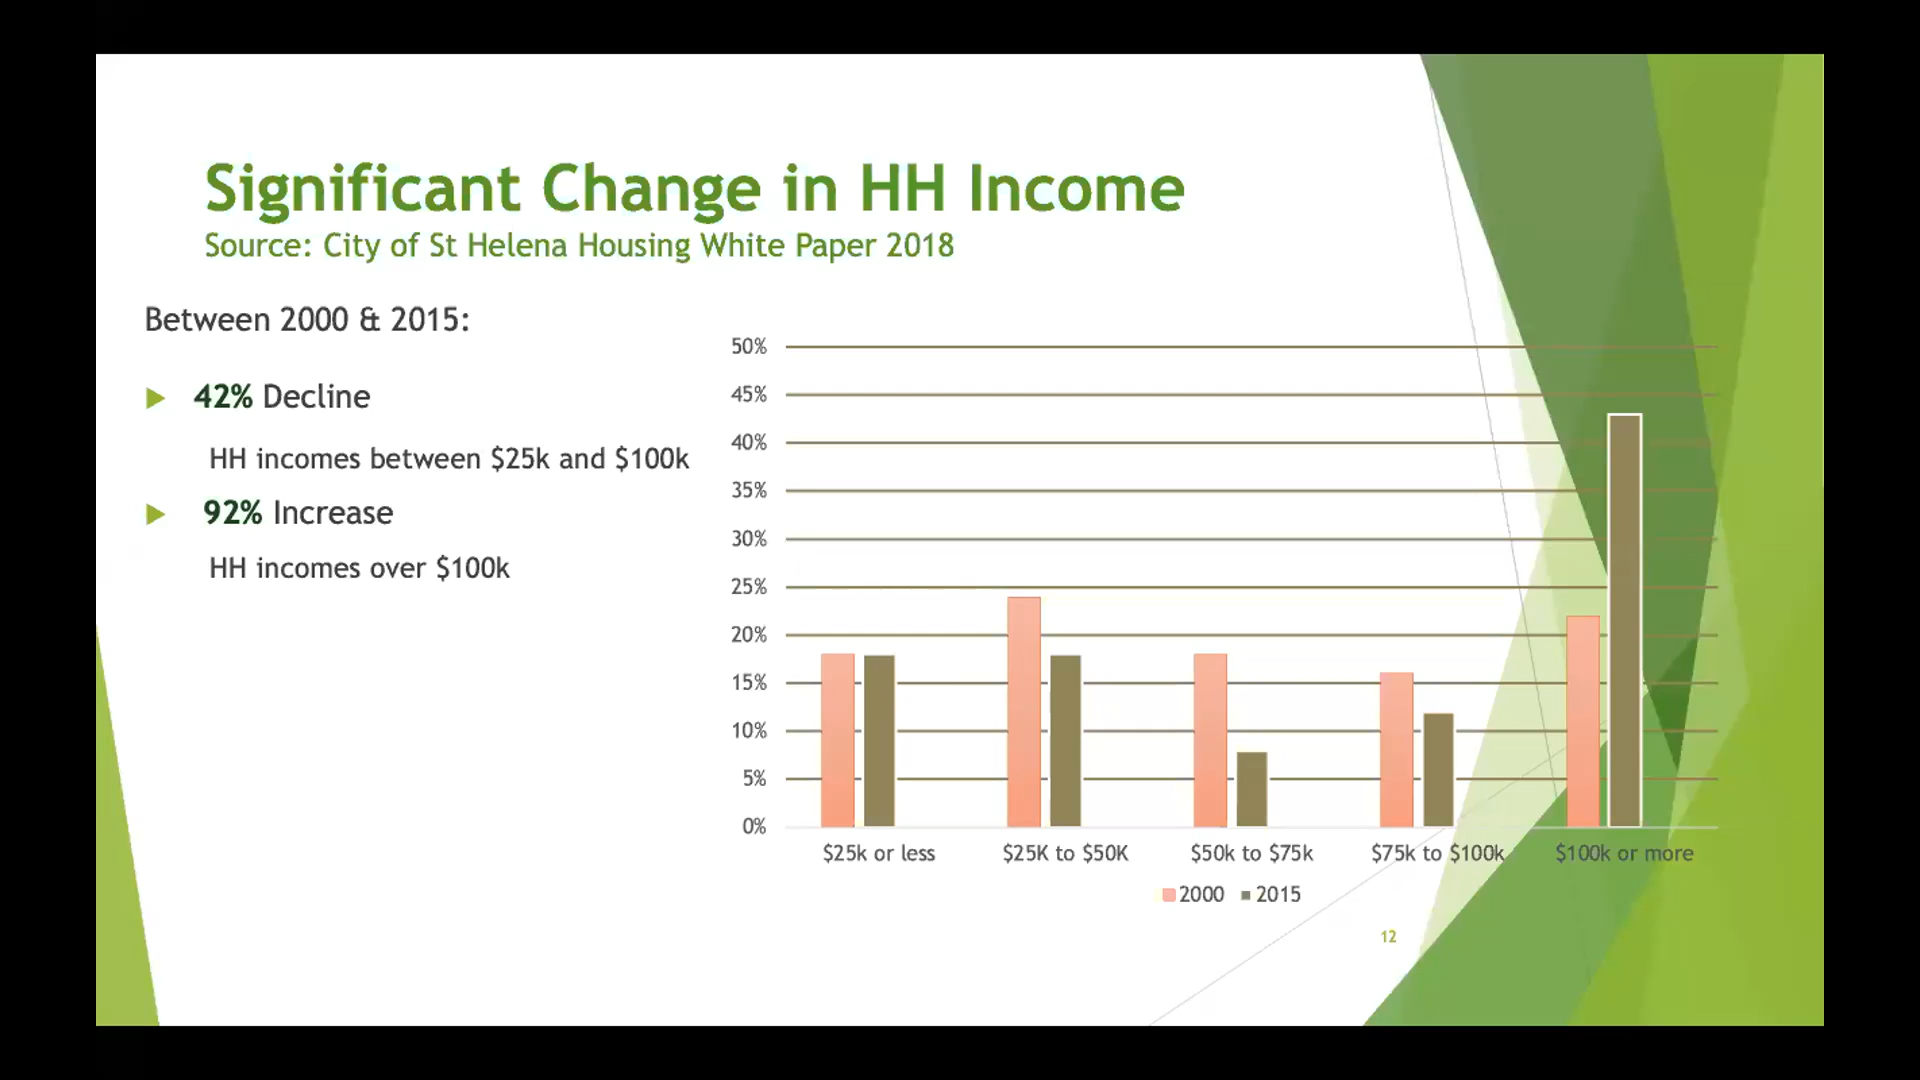 Significant Change in HH Income
Source: City of St Helena Housing White Paper 2018
Between 2000 & 2015:
42% Decline
HH incomes between $25k and $100k
92% Increase
HH incomes over $100k
50%
45%
40%
35%
30%
25%
20%
15%
10%
5%
0%
$25k or less
$25K to $50K
$50k to $75k
$75k to $100k
$100k or more
2000
2015
12